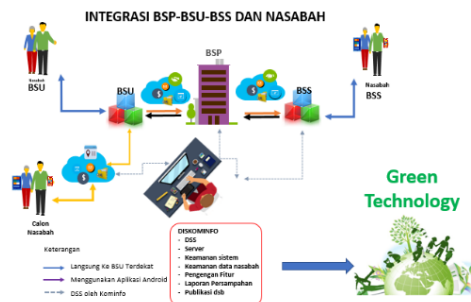 INTEGRASI BSP-BSU-BSS DAN NASABAH
Nasabah
BSU
BSU
BSP
BSS
Nasabah
BSS
Calon
Nasabah
Keterangan
Langsung Ke BSU Terdekat
Menggunakan Aplikasi Android
DSS oleh Kominfo
DISKOMINFO
- DSS
- Server
- Keamanan sistem
- Keamanan data nasabah
- Pengengan Fitur
- Laporan Persampahan
- Publikasi dsb
Green
Technology